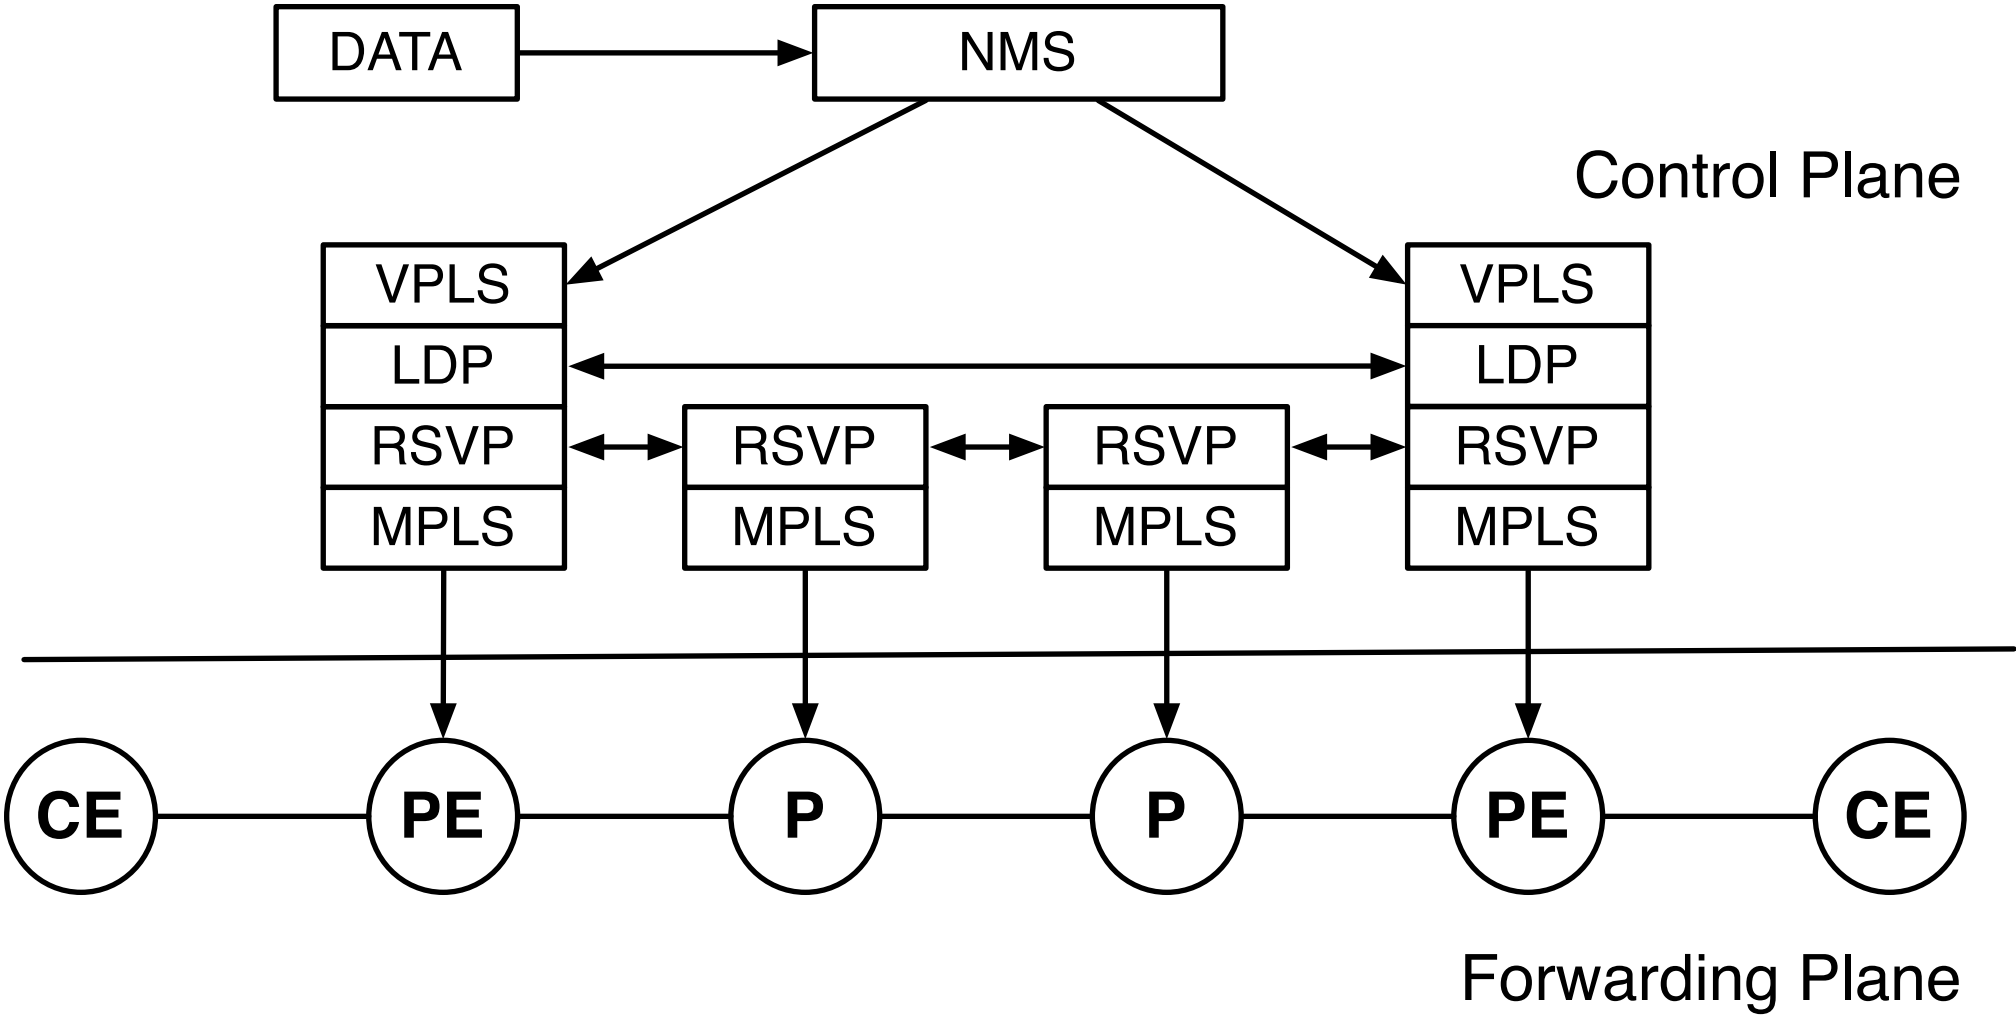 DATA
NMS
Control Plane
VPLS
VPLS
LDP
LDP
RSVP
RSVP
RSVP
RSVP
MPLS
MPLS
MPLS
MPLS
CE
PE
P
P
PE
CE
Forwarding Plane